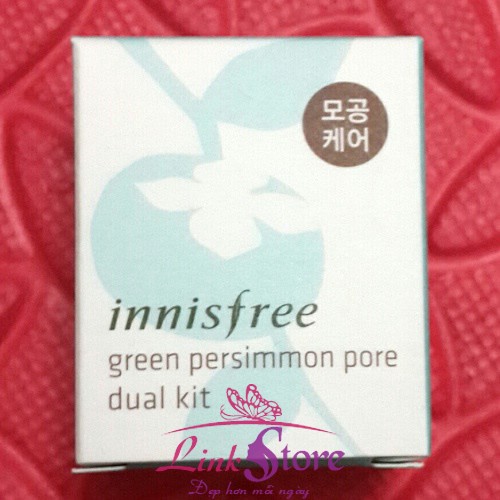 모공
케어
innisfree
green persimmon pore
dual kit
Link Store
Đẹp hơn mỗi ngày